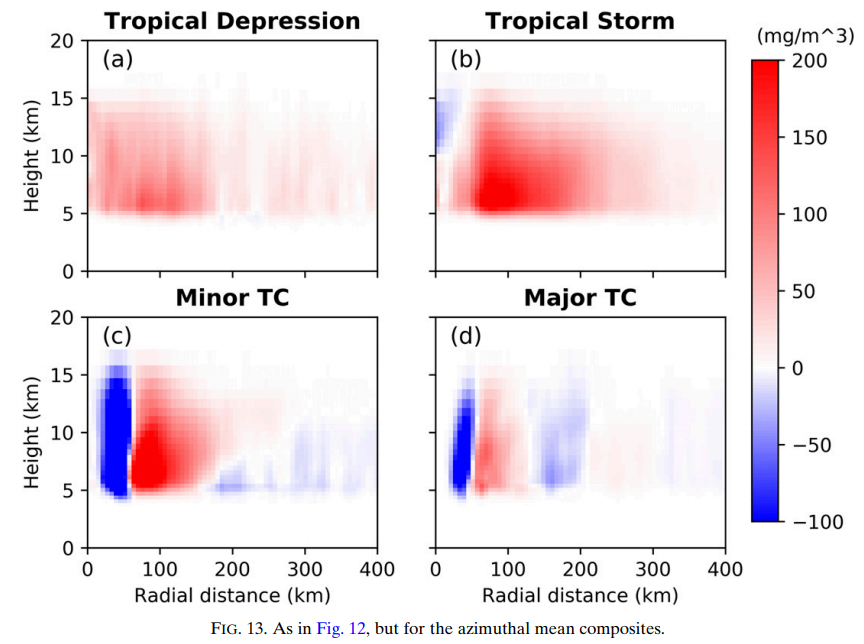 Tropical Depression
Tropical Storm
(mg/m^3)
(a)
(b)
20
15
10
5
0
Height (km)
200
150
100
50
0
−50
−100
Minor TC
Major TC
(c)
(d)
20
15
10
5
0
Height (km)
0 100 200 300 400
0 100 200 300 400
Radial distance (km)
Radial distance (km)
FIG. 13. As in Fig. 12, but for the azimuthal mean composites.